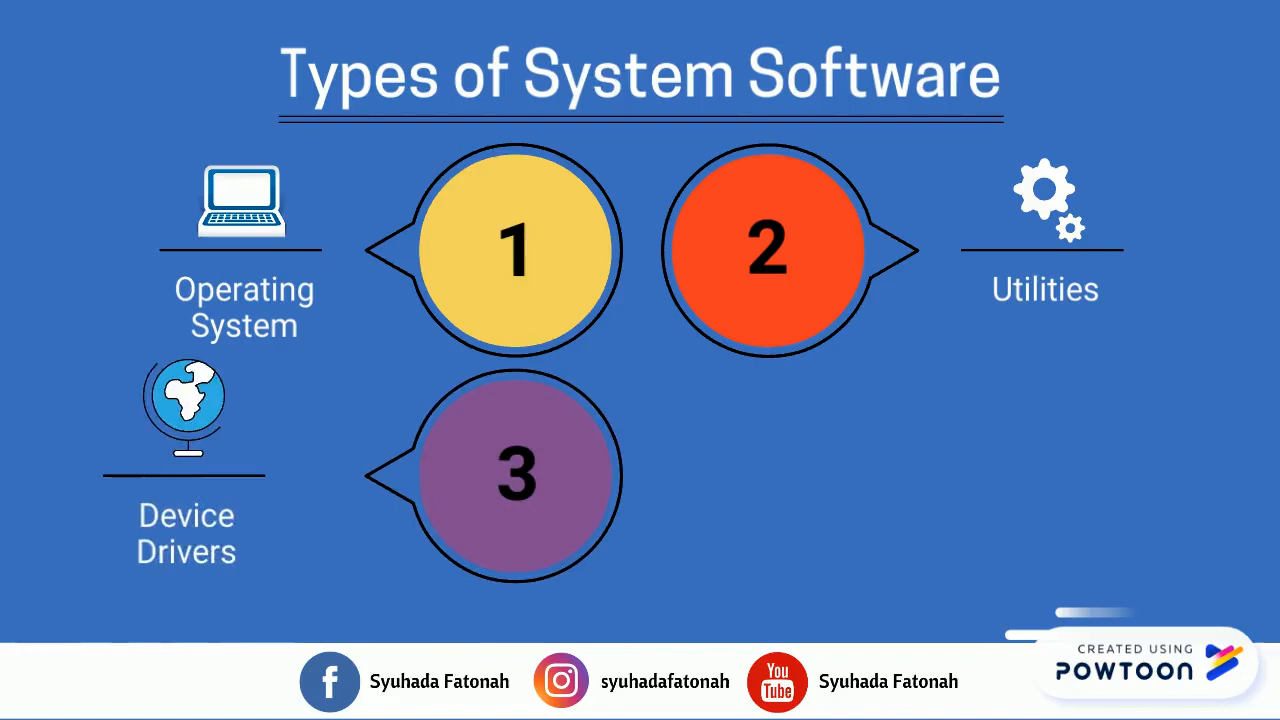 Types of System Software
1
2
Operating
System
Utilities
3
Device
Drivers
f
Syuhada Fatonah
syuhadafatonah
You
Tube
Syuhada Fatonah
CREATED USING
POWTOON